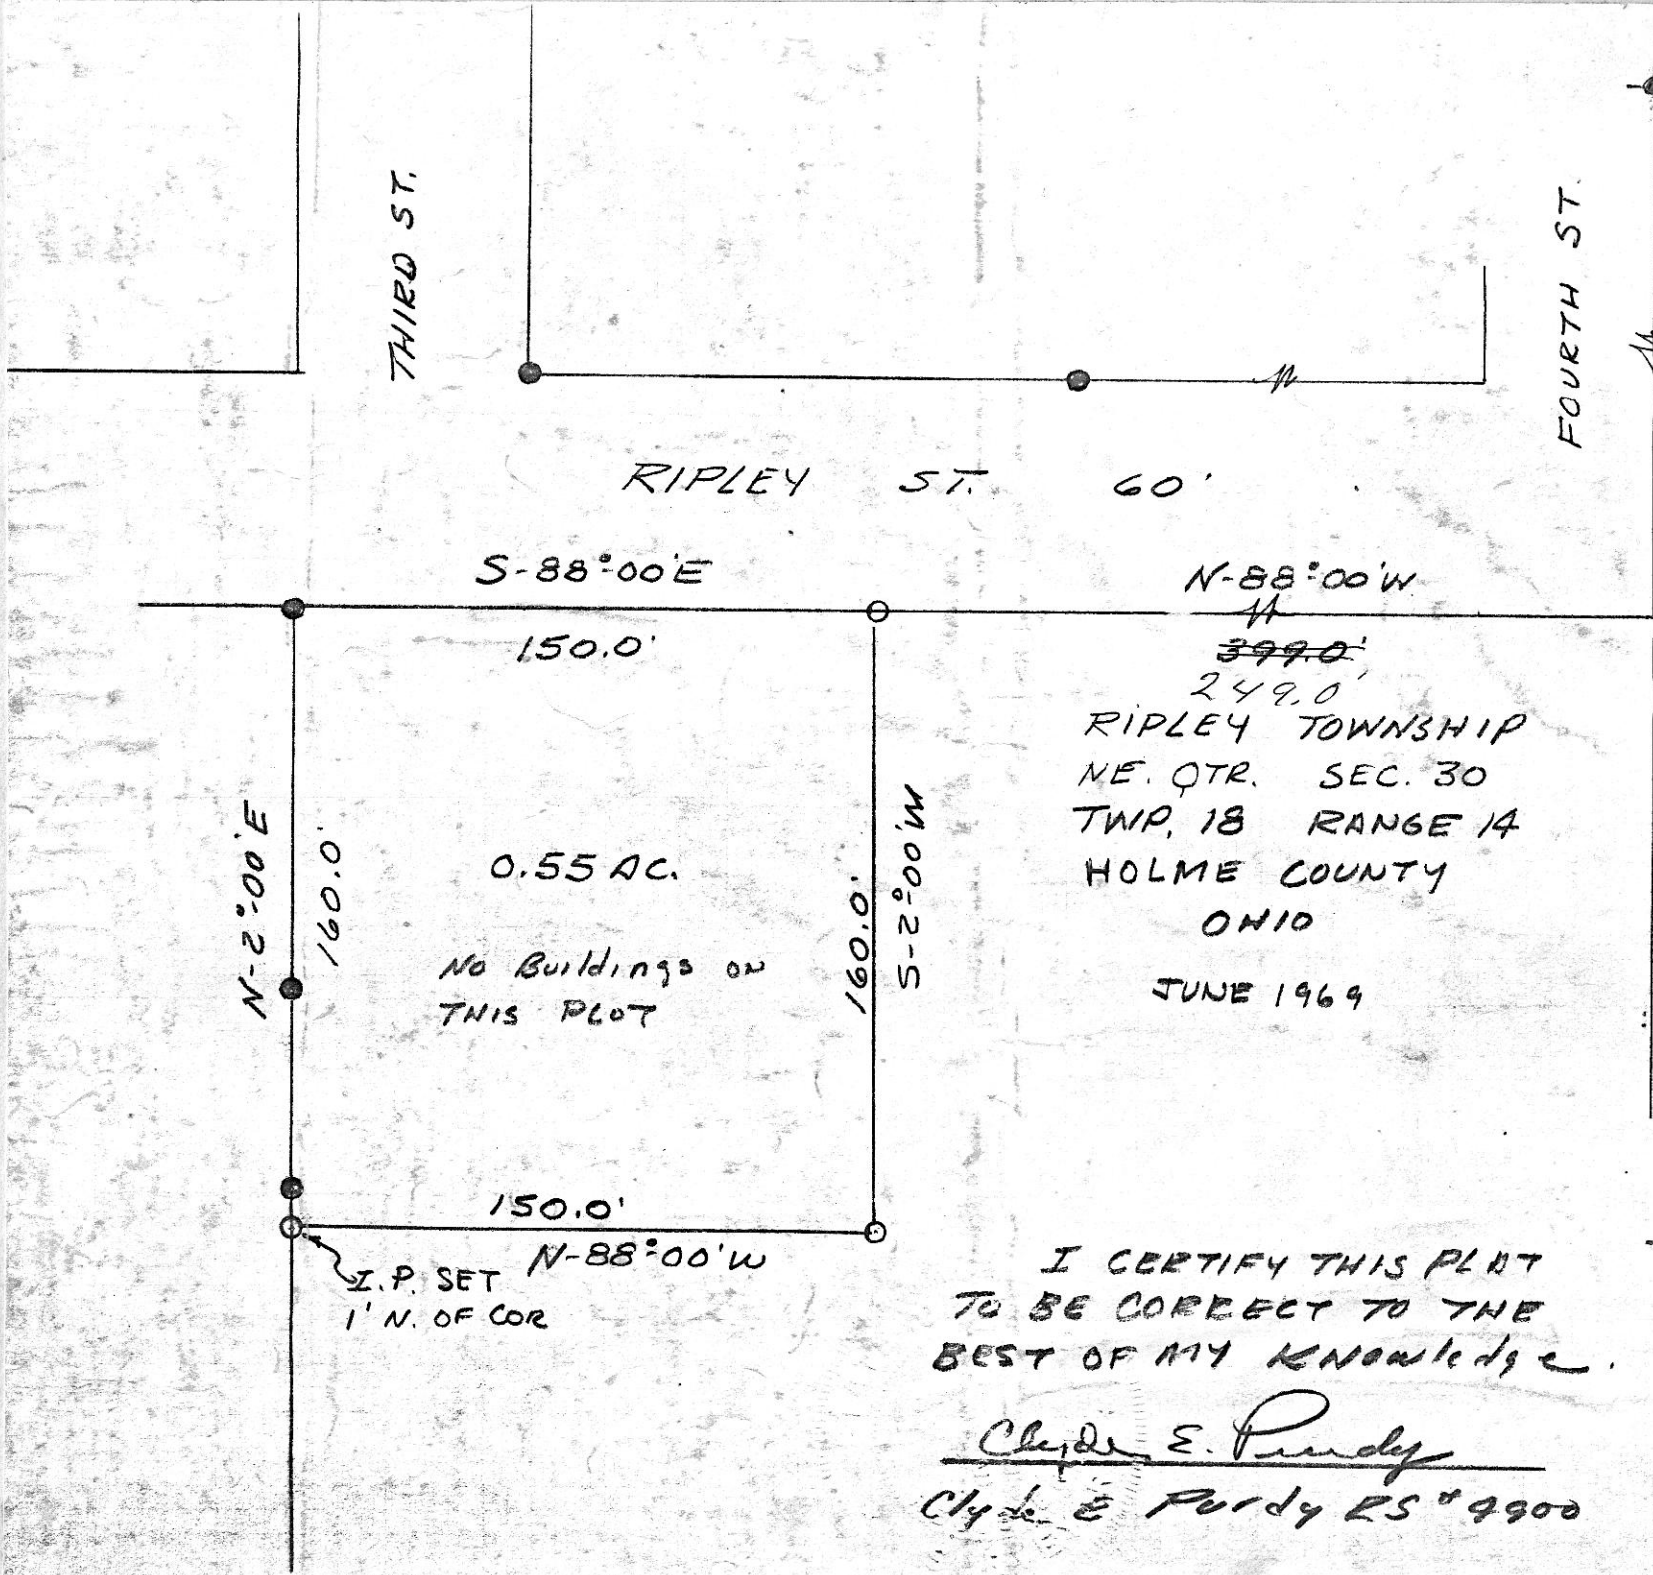 THIRD ST.
FOURTH ST.
RIPLEY ST. 60'
S-88°-00'E
N-88°-00'W
150.0'
399.0'
249.0'
RIPLEY TOWNSHIP
NE. QTR. SEC. 30
TWP. 18 RANGE 14
HOLME COUNTY
OHIO
JUNE 1969
N-2°-00'E
160.0'
0.55 AC.
No Buildings on
THIS PLOT
160.0'
S-2°-00'W
150.0'
N-88°-00'W
I.P. SET
1' N. OF COR
I CERTIFY THIS PLAT
TO BE CORRECT TO THE
BEST OF MY KNOWledge.
Clyde E. Purdy
Clyde E Purdy RS #